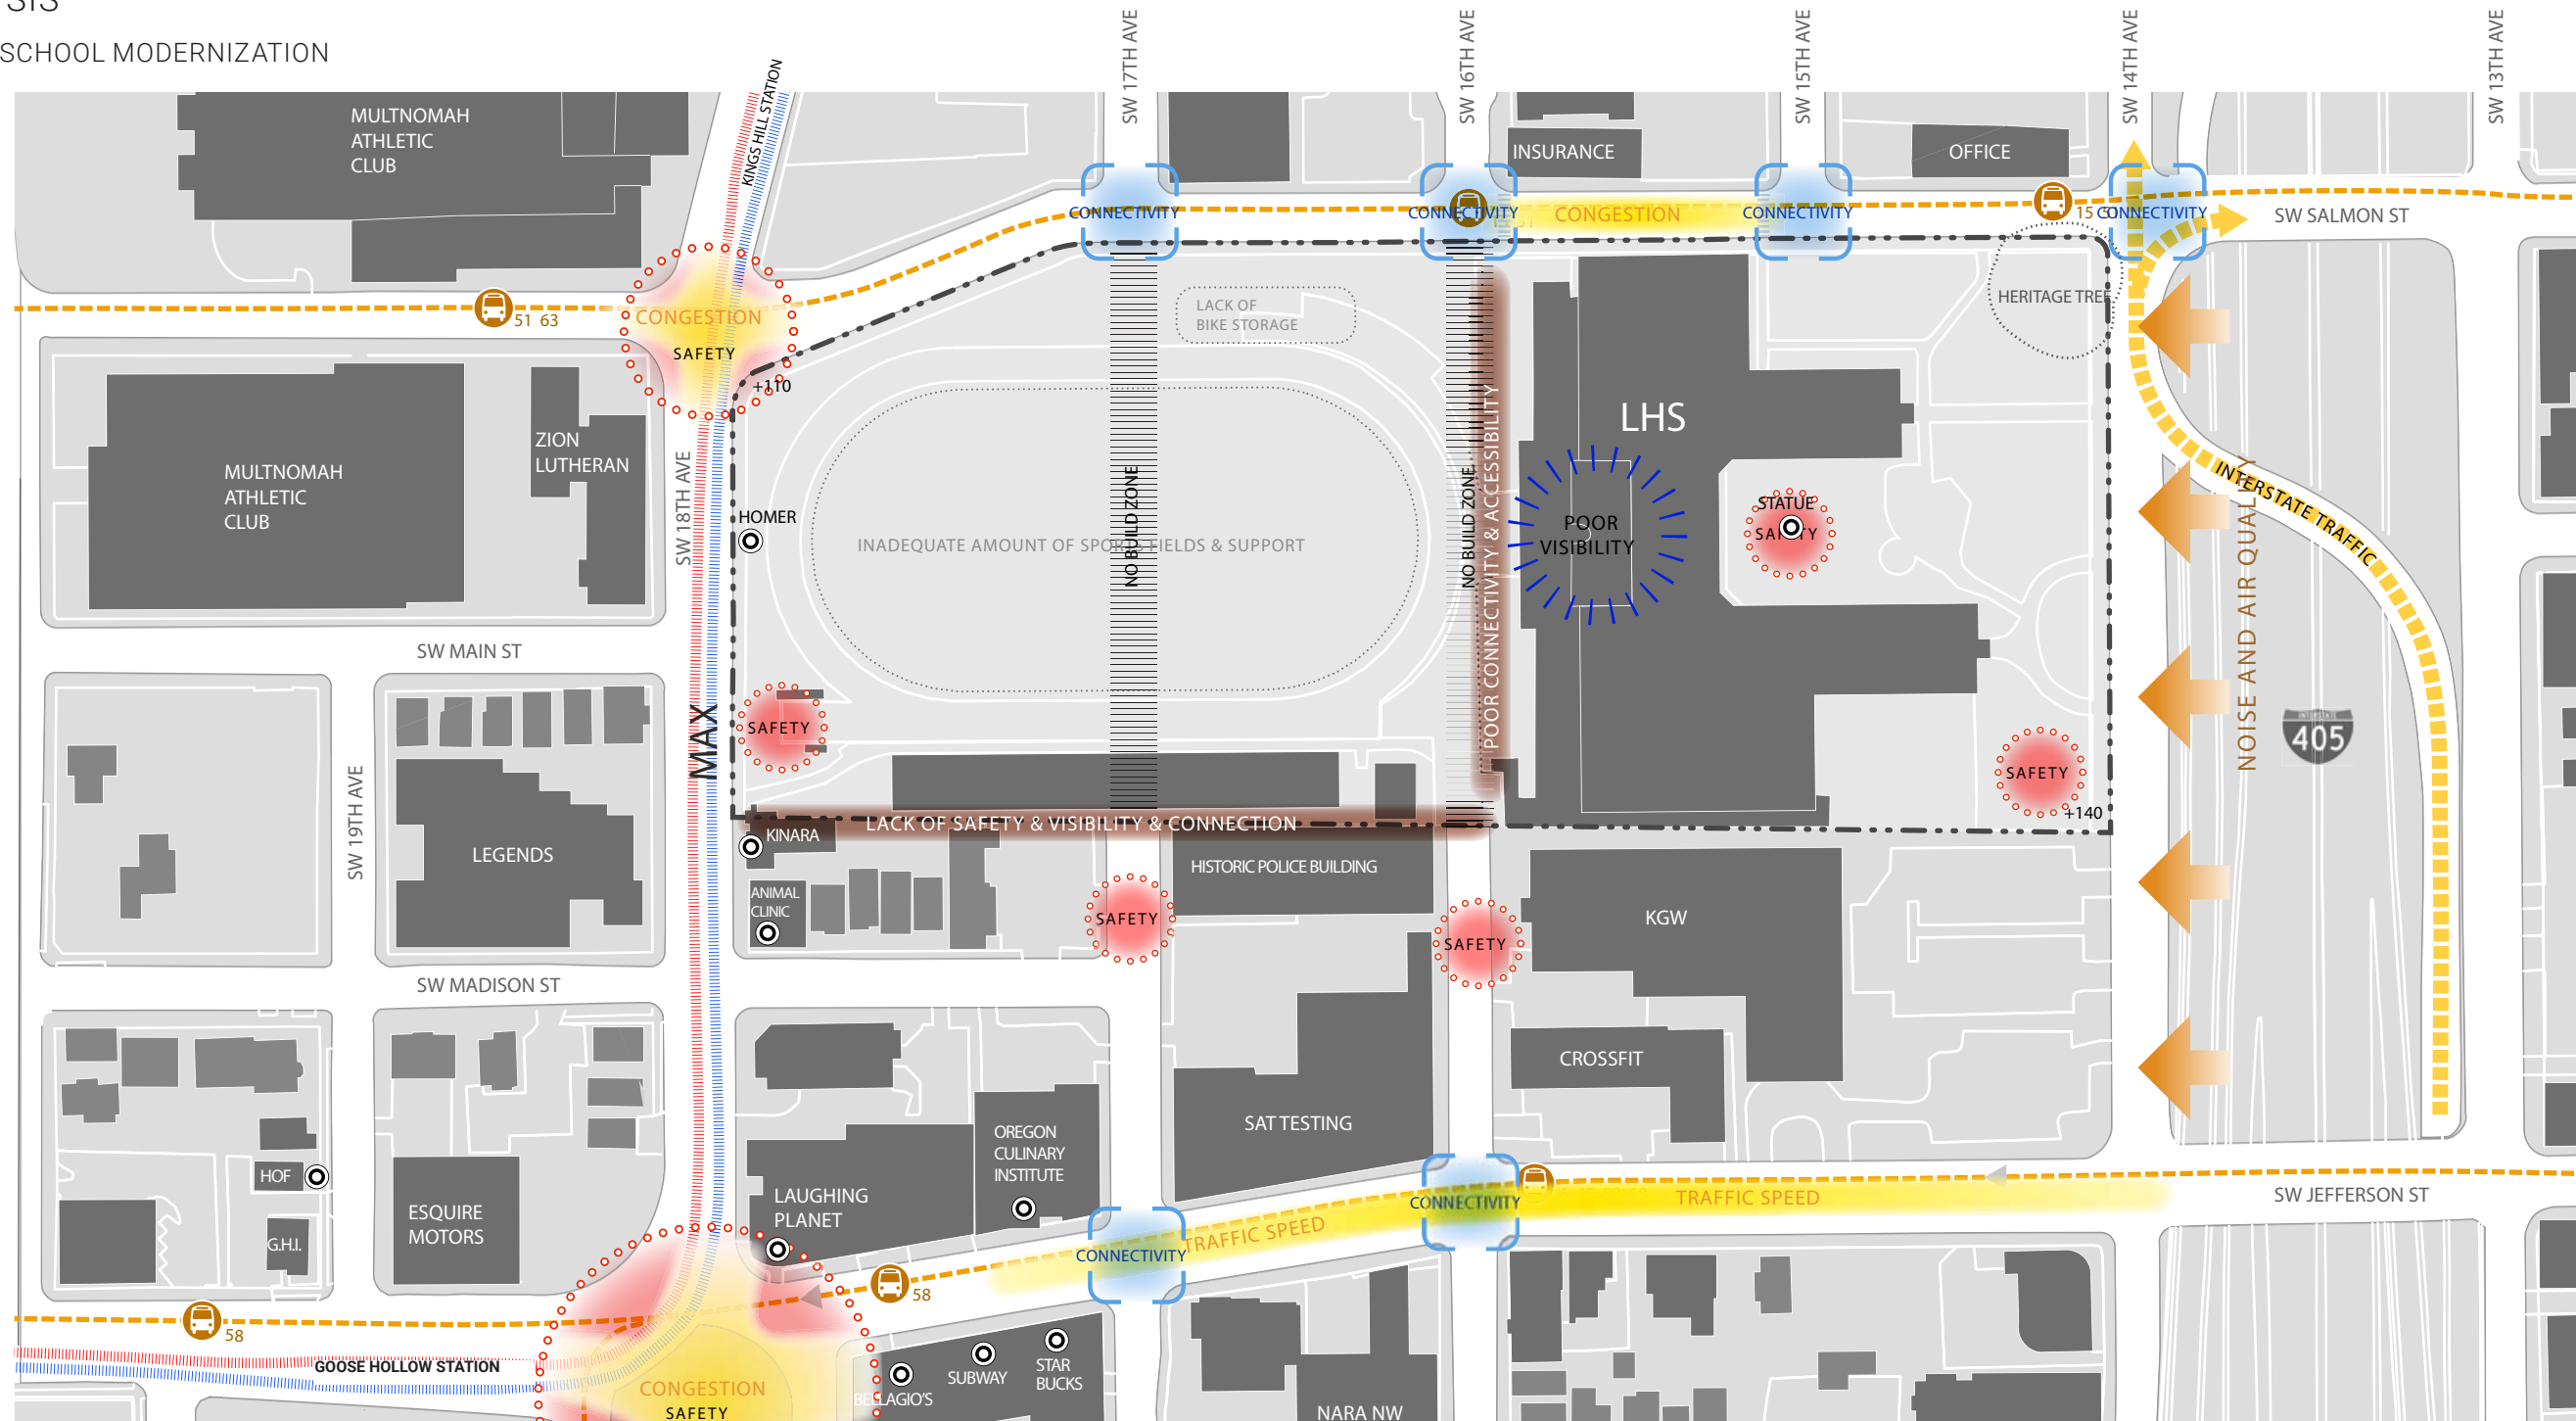 SIS
SCHOOL MODERNIZATION
SW 17TH AVE
SW 16TH AVE
SW 15TH AVE
SW 14TH AVE
SW 13TH AVE
KINGS HILL STATION
MULTNOMAH
ATHLETIC
CLUB
INSURANCE
OFFICE
CONNECTIVITY
CONNECTIVITY
CONGESTION
CONNECTIVITY
15
CONNECTIVITY
SW SALMON ST
51 63
CONGESTION
SAFETY
+110
LACK OF
BIKE STORAGE
HERITAGE TREE
MULTNOMAH
ATHLETIC
CLUB
ZION
LUTHERAN
SW 18TH AVE
HOMER
INADEQUATE AMOUNT OF SPORTS FIELDS & SUPPORT
NO BUILD ZONE
NO BUILD ZONE
POOR CONNECTIVITY & ACCESSIBILITY
LHS
POOR
VISIBILITY
STATUE
SAFETY
INTERSTATE TRAFFIC
NOISE AND AIR QUALITY
INTERSTATE
405
SW MAIN ST
MAX
SAFETY
SAFETY
+140
SW 19TH AVE
LEGENDS
KINARA
LACK OF SAFETY & VISIBILITY & CONNECTION
HISTORIC POLICE BUILDING
ANIMAL
CLINIC
SAFETY
SAFETY
KGW
SW MADISON ST
CROSSFIT
SAT TESTING
OREGON
CULINARY
INSTITUTE
HOF
LAUGHING
PLANET
ESQUIRE
MOTORS
G.H.I.
CONNECTIVITY
TRAFFIC SPEED
SW JEFFERSON ST
TRAFFIC SPEED
CONNECTIVITY
58
58
GOOSE HOLLOW STATION
CONGESTION
SAFETY
BELLAGIO'S
SUBWAY
STAR
BUCKS
NARA NW